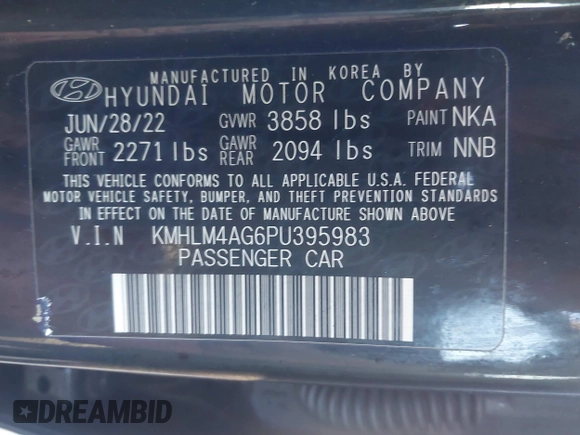 MANUFACTURED IN KOREA BY
HYUNDAI MOTOR COMPANY
JUN/28/22 GVWR 3858 lbs PAINT NKA
GAWR FRONT 2271 lbs GAWR REAR 2094 lbs TRIM NNB
THIS VEHICLE CONFORMS TO ALL APPLICABLE U.S.A. FEDERAL
MOTOR VEHICLE SAFETY, BUMPER, AND THEFT PREVENTION STANDARDS
IN EFFECT ON THE DATE OF MANUFACTURE SHOWN ABOVE
V.I.N KMHLM4AG6PU395983
PASSENGER CAR
DREAMBID